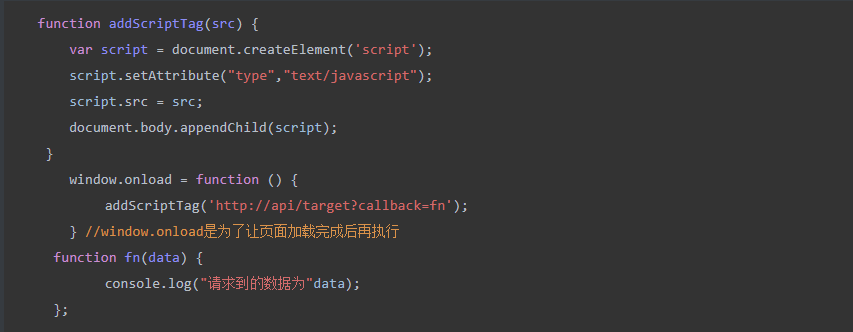 function addScriptTag(src) {
var script = document.createElement('script');
script.setAttribute("type","text/javascript");
script.src = src;
document.body.appendChild(script);
}
window.onload = function () {
addScriptTag('http://api/target?callback=fn');
} //window.onload是为了让页面加载完成后再执行
function fn(data) {
console.log("请求到的数据为"data);
};